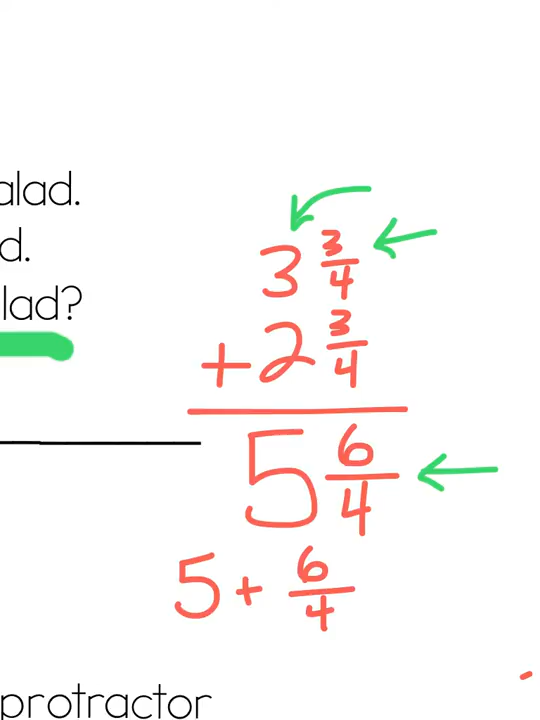 alad.
d.
lad?
3 3/4
+ 2 3/4
5 6/4
5 + 6/4
protractor